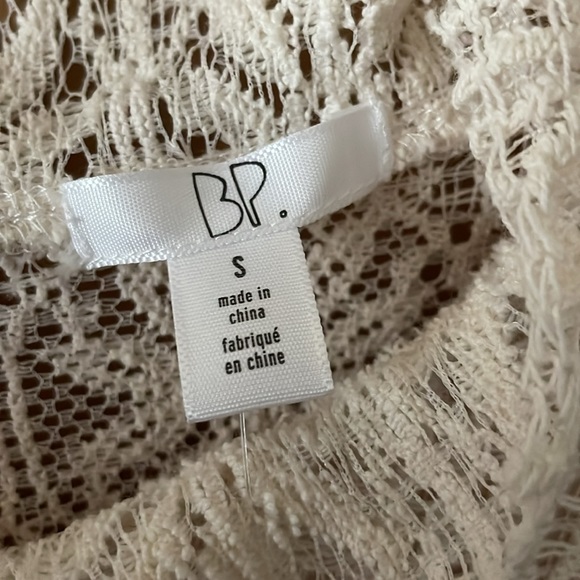 BP.
S
made in
china
fabriqué
en chine